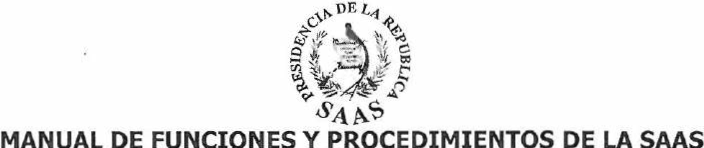 PRESIDENCIA DE LA REPUBLICA
SAAS
MANUAL DE FUNCIONES Y PROCEDIMIENTOS DE LA SAAS